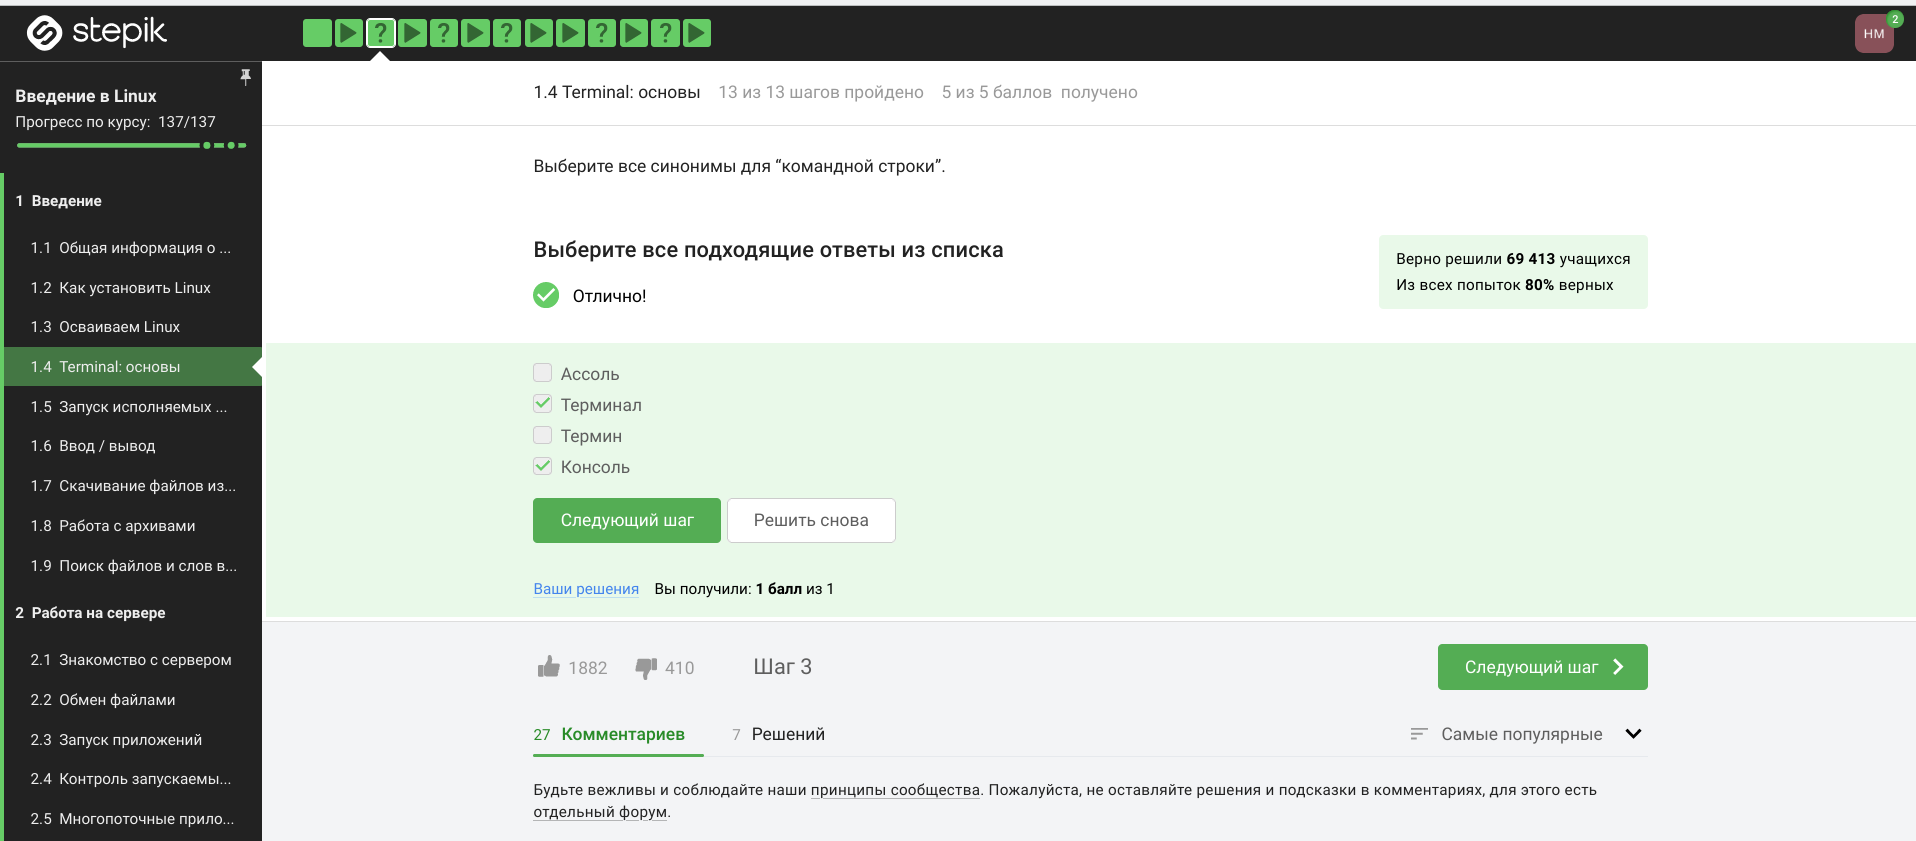 stepik
?
?
?
?
?
НМ
2
Введение в Linux
Прогресс по курсу: 137/137
1 Введение
1.1 Общая информация о ...
1.2 Как установить Linux
1.3 Осваиваем Linux
1.4 Terminal: основы
1.5 Запуск исполняемых ...
1.6 Ввод / вывод
1.7 Скачивание файлов из...
1.8 Работа с архивами
1.9 Поиск файлов и слов в...
2 Работа на сервере
2.1 Знакомство с сервером
2.2 Обмен файлами
2.3 Запуск приложений
2.4 Контроль запускаемы...
2.5 Многопоточные прило...
1.4 Terminal: основы 13 из 13 шагов пройдено 5 из 5 баллов получено
Выберите все синонимы для “командной строки”.
Выберите все подходящие ответы из списка
Отлично!
Верно решили 69 413 учащихся
Из всех попыток 80% верных
Ассоль
Терминал
Термин
Консоль
Следующий шаг Решить снова
Ваши решения Вы получили: 1 балл из 1
1882 410 Шаг 3 Следующий шаг
27 Комментариев 7 Решений Самые популярные
Будьте вежливы и соблюдайте наши принципы сообщества. Пожалуйста, не оставляйте решения и подсказки в комментариях, для этого есть
отдельный форум.